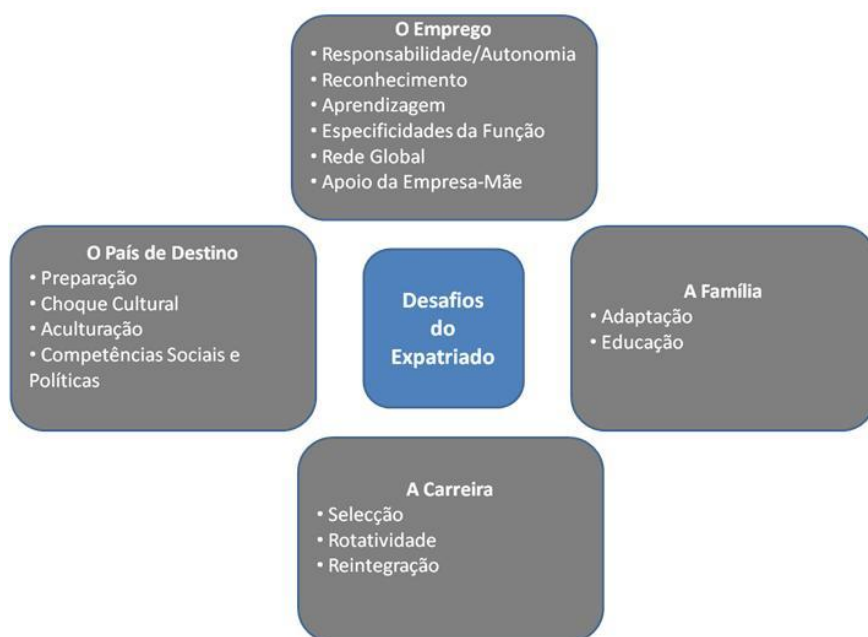 O Emprego
• Responsabilidade/Autonomia
• Reconhecimento
• Aprendizagem
• Especificidades da Função
• Rede Global
• Apoio da Empresa-Mãe
O País de Destino
• Preparação
• Choque Cultural
• Aculturação
• Competências Sociais e
Políticas
Desafios
do
Expatriado
A Família
• Adaptação
• Educação
A Carreira
• Selecção
• Rotatividade
• Reintegração